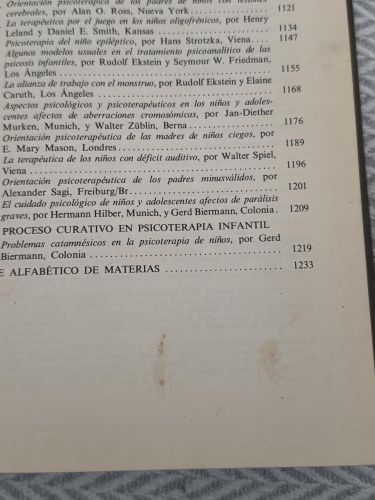 . Orientación psicoterapéutica de los padres de niños con lesiones
cerebrales, por Alan O. Ross, Nueva York .................. 1121
La terapéutica por el juego en los niños oligofrénicos, por Henry
Leland y Daniel E. Smith, Kansas ........................ 1134
Psicoterapia del niño epiléptico, por Hans Strotzka, Viena .... 1147
Algunos modelos usuales en el tratamiento psicoanalítico de las
psicosis infantiles, por Rudolf Ekstein y Seymour W. Friedman,
Los Ángeles ........................................ 1155
La alianza de trabajo con el monstruo, por Rudolf Ekstein y Elaine
Caruth, Los Ángeles ................................ 1168
Aspectos psicológicos y psicoterapéuticos en los niños y adoles-
centes afectos de aberraciones cromosómicas, por Jan-Diether
Murken, Munich, y Walter Züblin, Berna .................. 1176
Orientación psicoterapéutica de las madres de niños ciegos, por
E. Mary Mason, Londres .............................. 1189
La terapéutica de los niños con déficit auditivo, por Walter Spiel,
Viena .............................................. 1196
Orientación psicoterapéutica de los padres minusválidos, por
Alexander Sagi, Freiburg/Br .......................... 1201
El cuidado psicológico de niños y adolescentes afectos de parálisis
graves, por Hermann Hilber, Munich, y Gerd Biermann, Colonia . 1209
PROCESO CURATIVO EN PSICOTERAPIA INFANTIL
Problemas catamnésicos en la psicoterapia de niños, por Gerd
Biermann, Colonia .................................. 1219
E ALFABÉTICO DE MATERIAS ........................ 1233